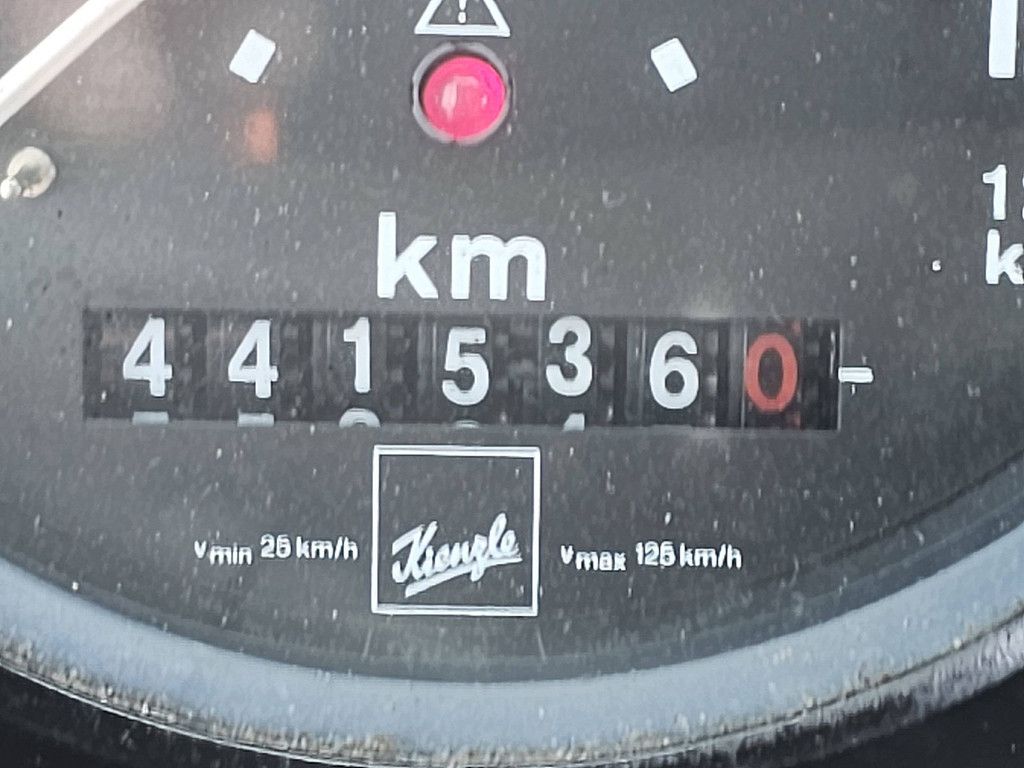 km
4415360
Vmin 25 km/h
Kienzle
Vmax 125 km/h